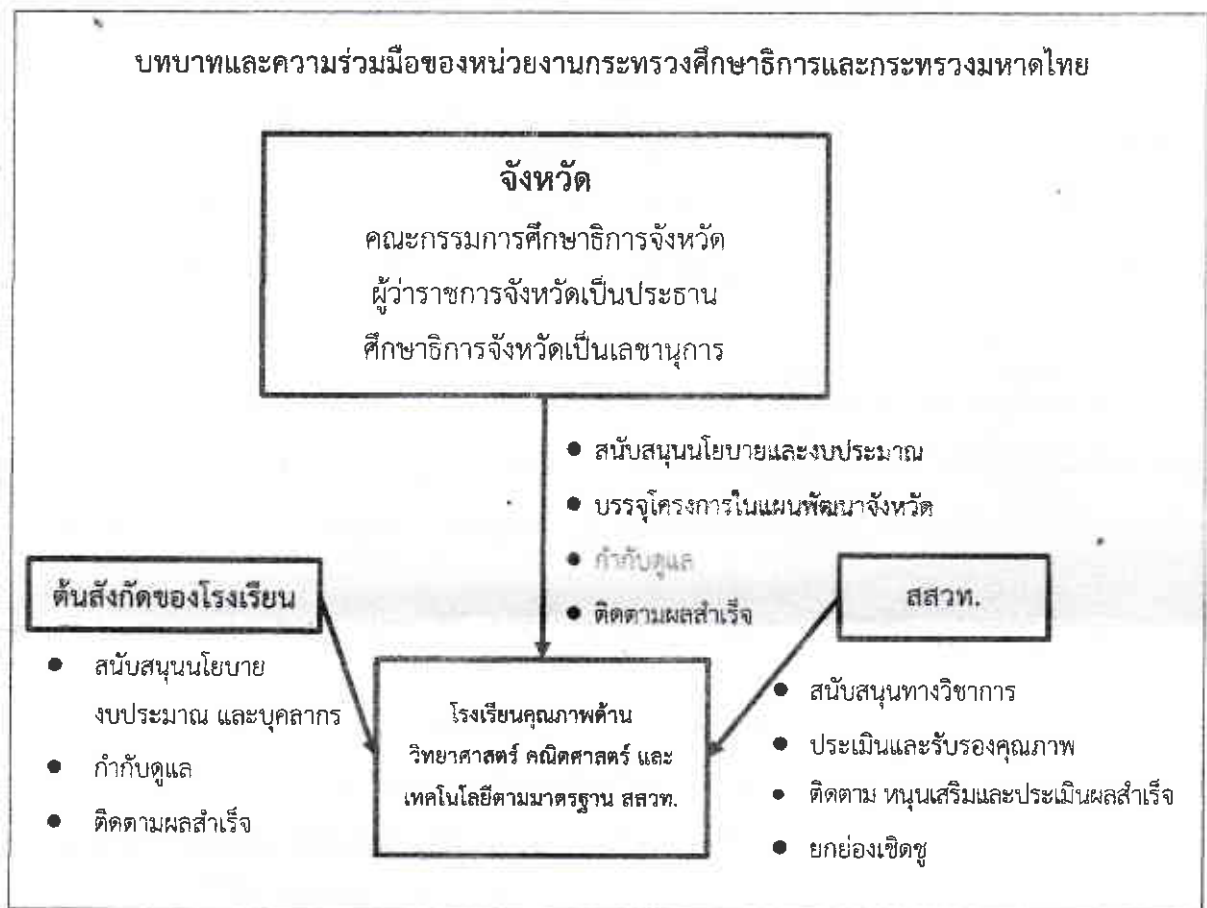 บทบาทและความร่วมมือของหน่วยงานกระทรวงศึกษาธิการและกระทรวงมหาดไทย
จังหวัด
คณะกรรมการศึกษาธิการจังหวัด
ผู้ว่าราชการจังหวัดเป็นประธาน
ศึกษาธิการจังหวัดเป็นเลขานุการ
● สนับสนุนนโยบายและงบประมาณ
● บรรจุโครงการในแผนพัฒนาจังหวัด
● กำกับดูแล
● ติดตามผลสำเร็จ
ต้นสังกัดของโรงเรียน
● สนับสนุนนโยบาย
งบประมาณ และบุคลากร
● กำกับดูแล
● ติดตามผลสำเร็จ
โรงเรียนคุณภาพด้าน
วิทยาศาสตร์ คณิตศาสตร์ และ
เทคโนโลยีตามมาตรฐาน สสวท.
สสวท.
● สนับสนุนทางวิชาการ
● ประเมินและรับรองคุณภาพ
● ติดตาม หนุนเสริมและประเมินผลสำเร็จ
● ยกย่องเชิดชู